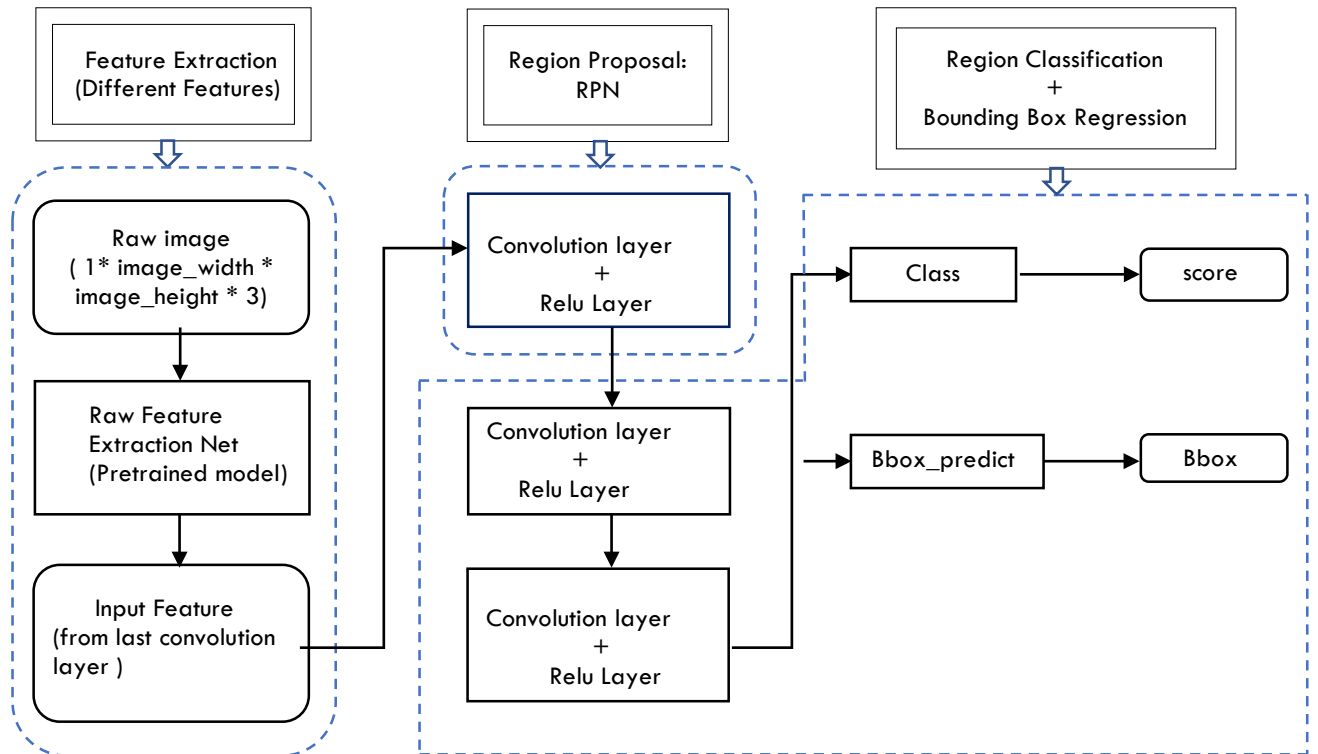 Feature Extraction
(Different Features)
Region Proposal:
RPN
Region Classification
+
Bounding Box Regression
Raw image
( 1* image_width *
image_height * 3)
Raw Feature
Extraction Net
(Pretrained model)
Input Feature
(from last convolution
layer )
Convolution layer
+
Relu Layer
Convolution layer
+
Relu Layer
Convolution layer
+
Relu Layer
Class
score
Bbox_predict
Bbox